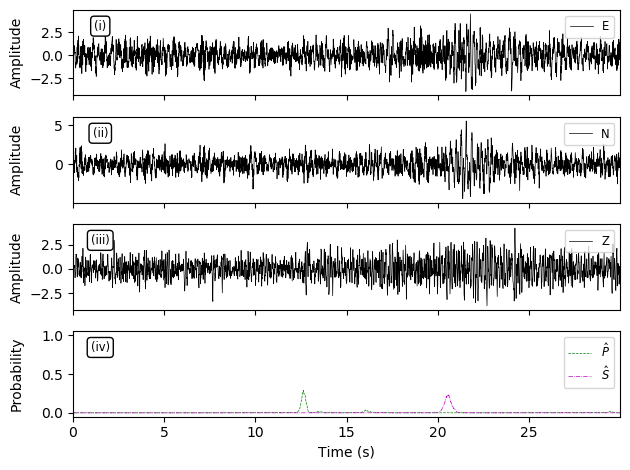 (i)
E
Amplitude
2.5
0.0
−2.5
(ii)
N
Amplitude
5
0
(iii)
Z
Amplitude
2.5
0.0
−2.5
(iv)
P̂
Ŝ
Probability
1.0
0.5
0.0
0 5 10 15 20 25
Time (s)